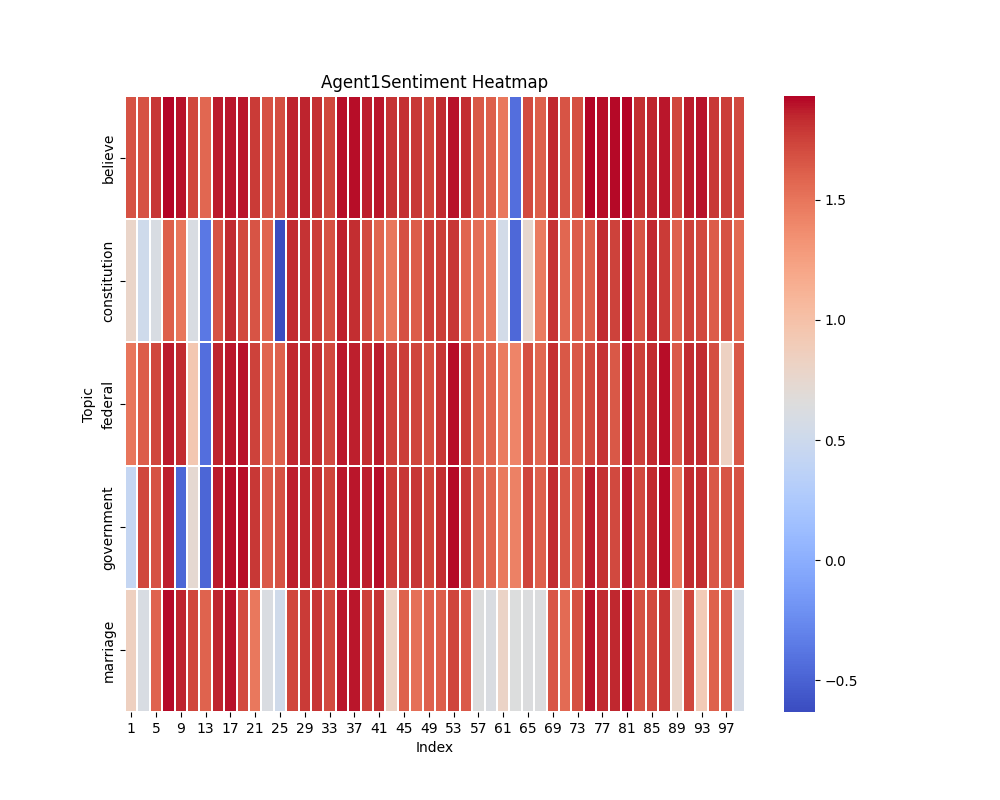 Agent1Sentiment Heatmap
Topic
believe
constitution
federal
government
marriage
1 5 9 13 17 21 25 29 33 37 41 45 49 53 57 61 65 69 73 77 81 85 89 93 97
Index
1.5
1.0
0.5
0.0
−0.5